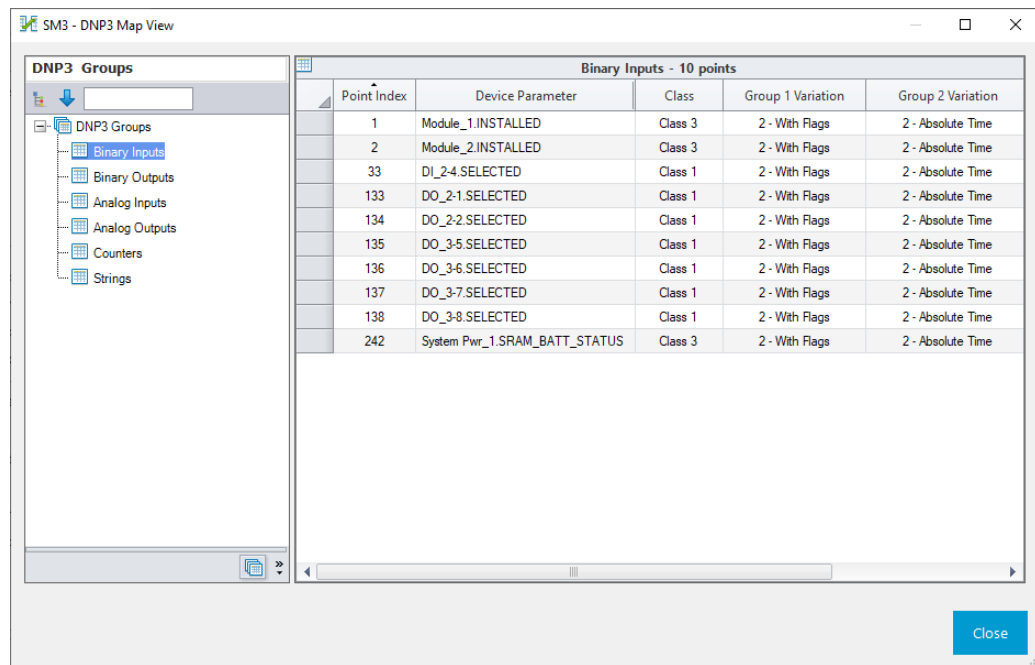 SM3 - DNP3 Map View
DNP3 Groups
DNP3 Groups
Binary Inputs
Binary Outputs
Analog Inputs
Analog Outputs
Counters
Strings
Binary Inputs - 10 points
Point Index Device Parameter Class Group 1 Variation Group 2 Variation
1 Module_1.INSTALLED Class 3 2 - With Flags 2 - Absolute Time
2 Module_2.INSTALLED Class 3 2 - With Flags 2 - Absolute Time
33 DI_2-4.SELECTED Class 1 2 - With Flags 2 - Absolute Time
133 DO_2-1.SELECTED Class 1 2 - With Flags 2 - Absolute Time
134 DO_2-2.SELECTED Class 1 2 - With Flags 2 - Absolute Time
135 DO_3-5.SELECTED Class 1 2 - With Flags 2 - Absolute Time
136 DO_3-6.SELECTED Class 1 2 - With Flags 2 - Absolute Time
137 DO_3-7.SELECTED Class 1 2 - With Flags 2 - Absolute Time
138 DO_3-8.SELECTED Class 1 2 - With Flags 2 - Absolute Time
242 System Pwr_1.SRAM_BATT_STATUS Class 3 2 - With Flags 2 - Absolute Time
Close